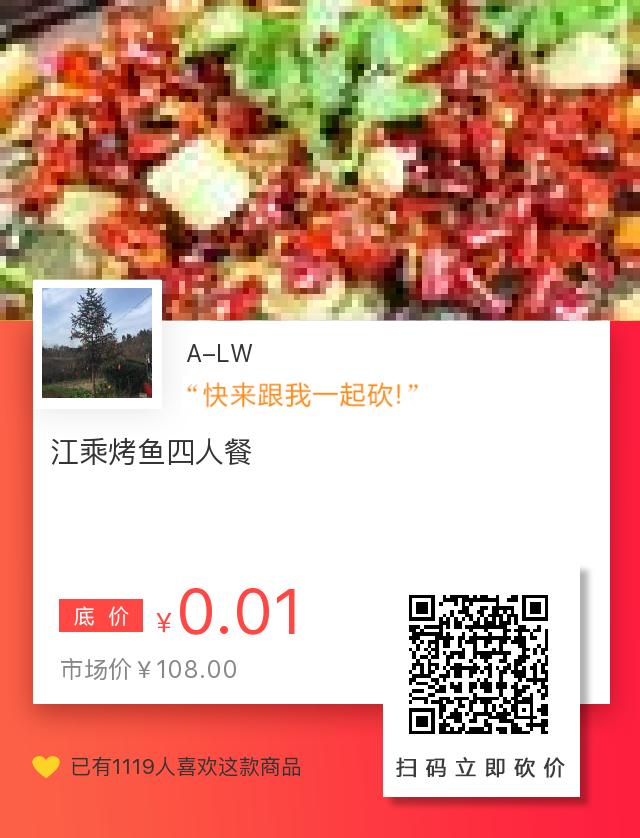 A-LW
“快来跟我一起砍!”
江乘烤鱼四人餐
底价 ¥0.01
市场价¥108.00
已有1119人喜欢这款商品
扫码立即砍价